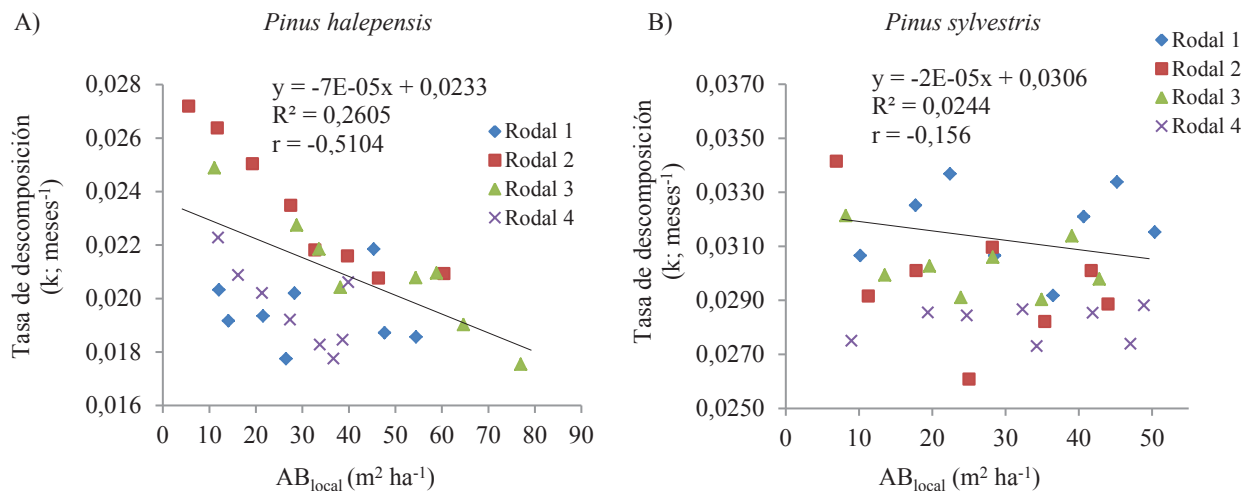 A)
Pinus halepensis
Tasa de descomposición
(k; meses⁻¹)
0,028
0,026
0,024
0,022
0,020
0,018
0,016
y = -7E-05x + 0,0233
R² = 0,2605
r = -0,5104
Rodal 1
Rodal 2
Rodal 3
Rodal 4
0 10 20 30 40 50 60 70 80 90
ABlocal (m² ha⁻¹)
B)
Pinus sylvestris
Tasa de descomposición
(k; meses⁻¹)
0,0370
0,0350
0,0330
0,0310
0,0290
0,0270
0,0250
y = -2E-05x + 0,0306
R² = 0,0244
r = -0,156
Rodal 1
Rodal 2
Rodal 3
Rodal 4
0 10 20 30 40 50
ABlocal (m² ha⁻¹)